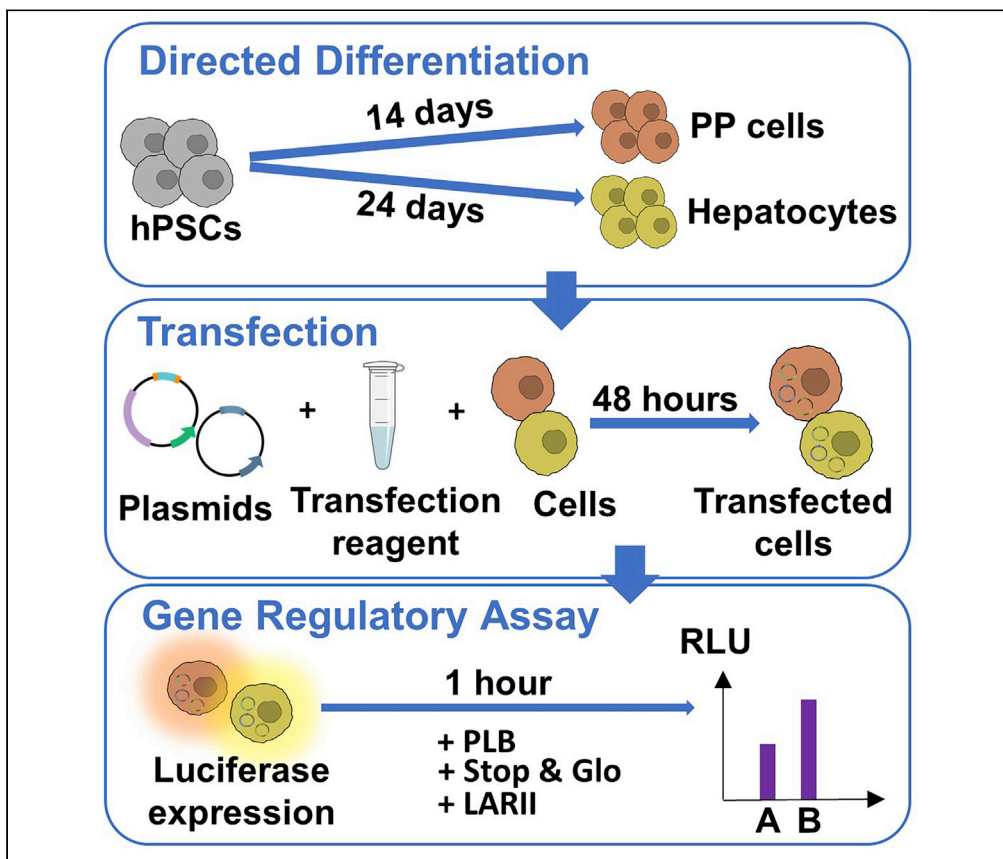 Directed Differentiation
14 days
PP cells
hPSCs
24 days
Hepatocytes
Transfection
+
+
48 hours
Plasmids
Transfection
reagent
Cells
Transfected
cells
Gene Regulatory Assay
RLU
1 hour
+ PLB
+ Stop & Glo
+ LARII
Luciferase
expression
A B